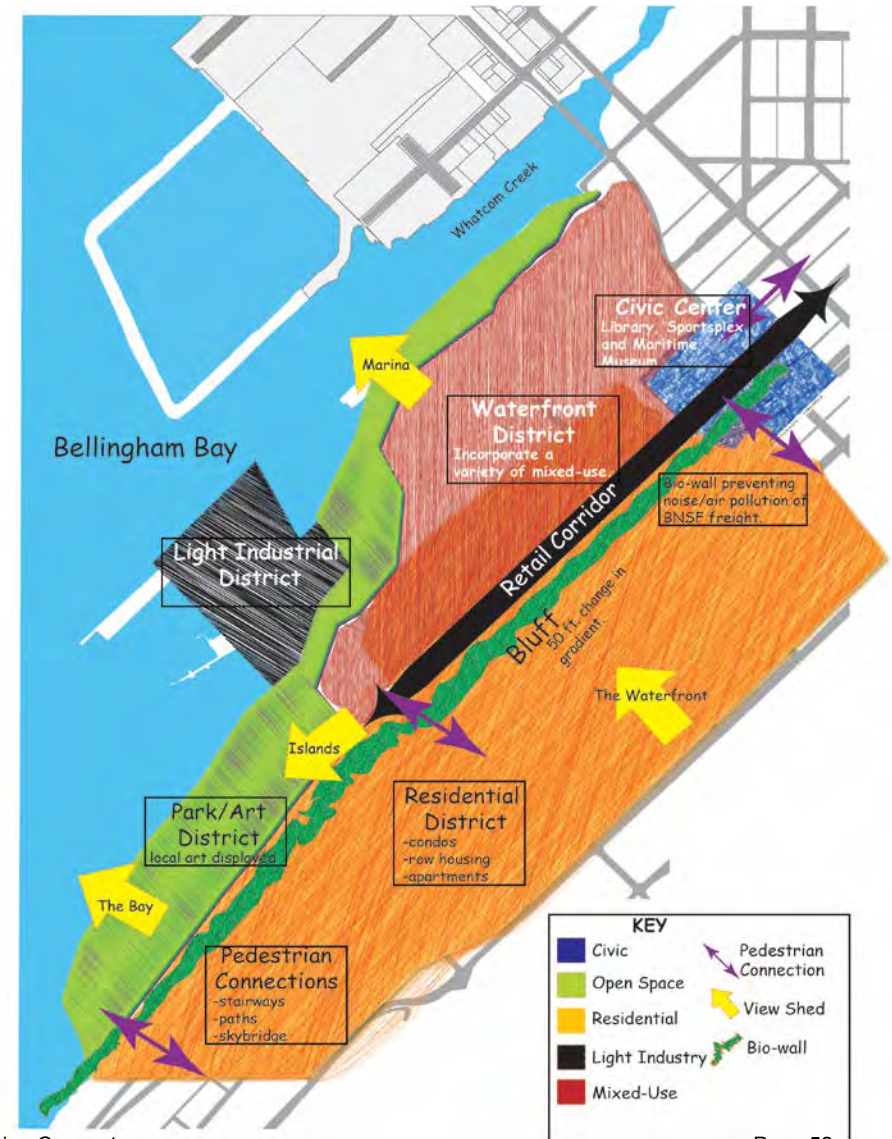 Whatcom Creek
Civic Center
Library, Sportsplex
and Maritime
Museum
Marina
Waterfront
District
Incorporate a
variety of mixed-use.
Bellingham Bay
Bio-wall preventing
noise/air pollution of
BNSF freight.
Retail Corridor
Light Industrial
District
Bluff
50 ft. change in
gradient.
The Waterfront
Islands
Park/Art
District
local art displayed
Residential
District
-condos
-row housing
-apartments
The Bay
Pedestrian
Connections
-stairways
-paths
-skybridge
KEY
Civic
Open Space
Residential
Light Industry
Mixed-Use
Pedestrian
Connection
View Shed
Bio-wall